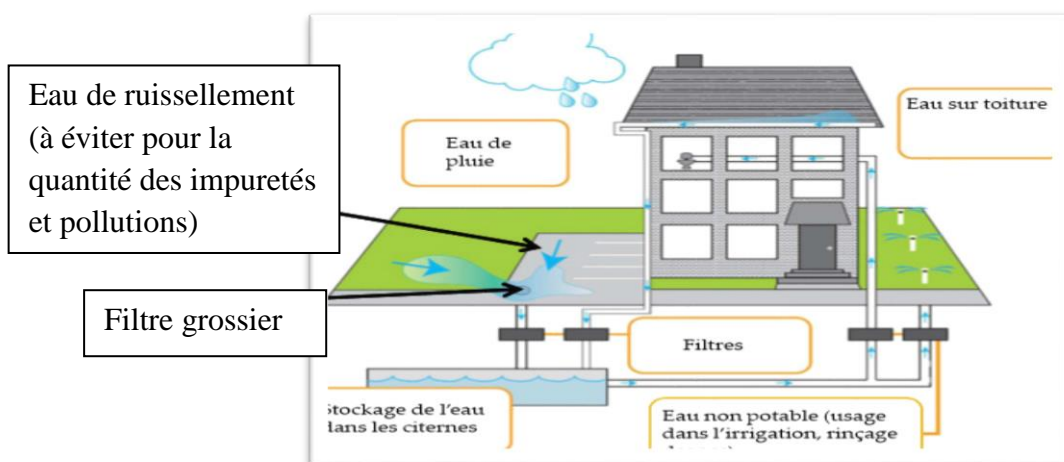 Eau de ruissellement
(à éviter pour la
quantité des impuretés
et pollutions)
Filtre grossier
Eau de
pluie
Eau sur toiture
Filtres
Stockage de l'eau
dans les citernes
Eau non potable (usage
dans l'irrigation, rinçage